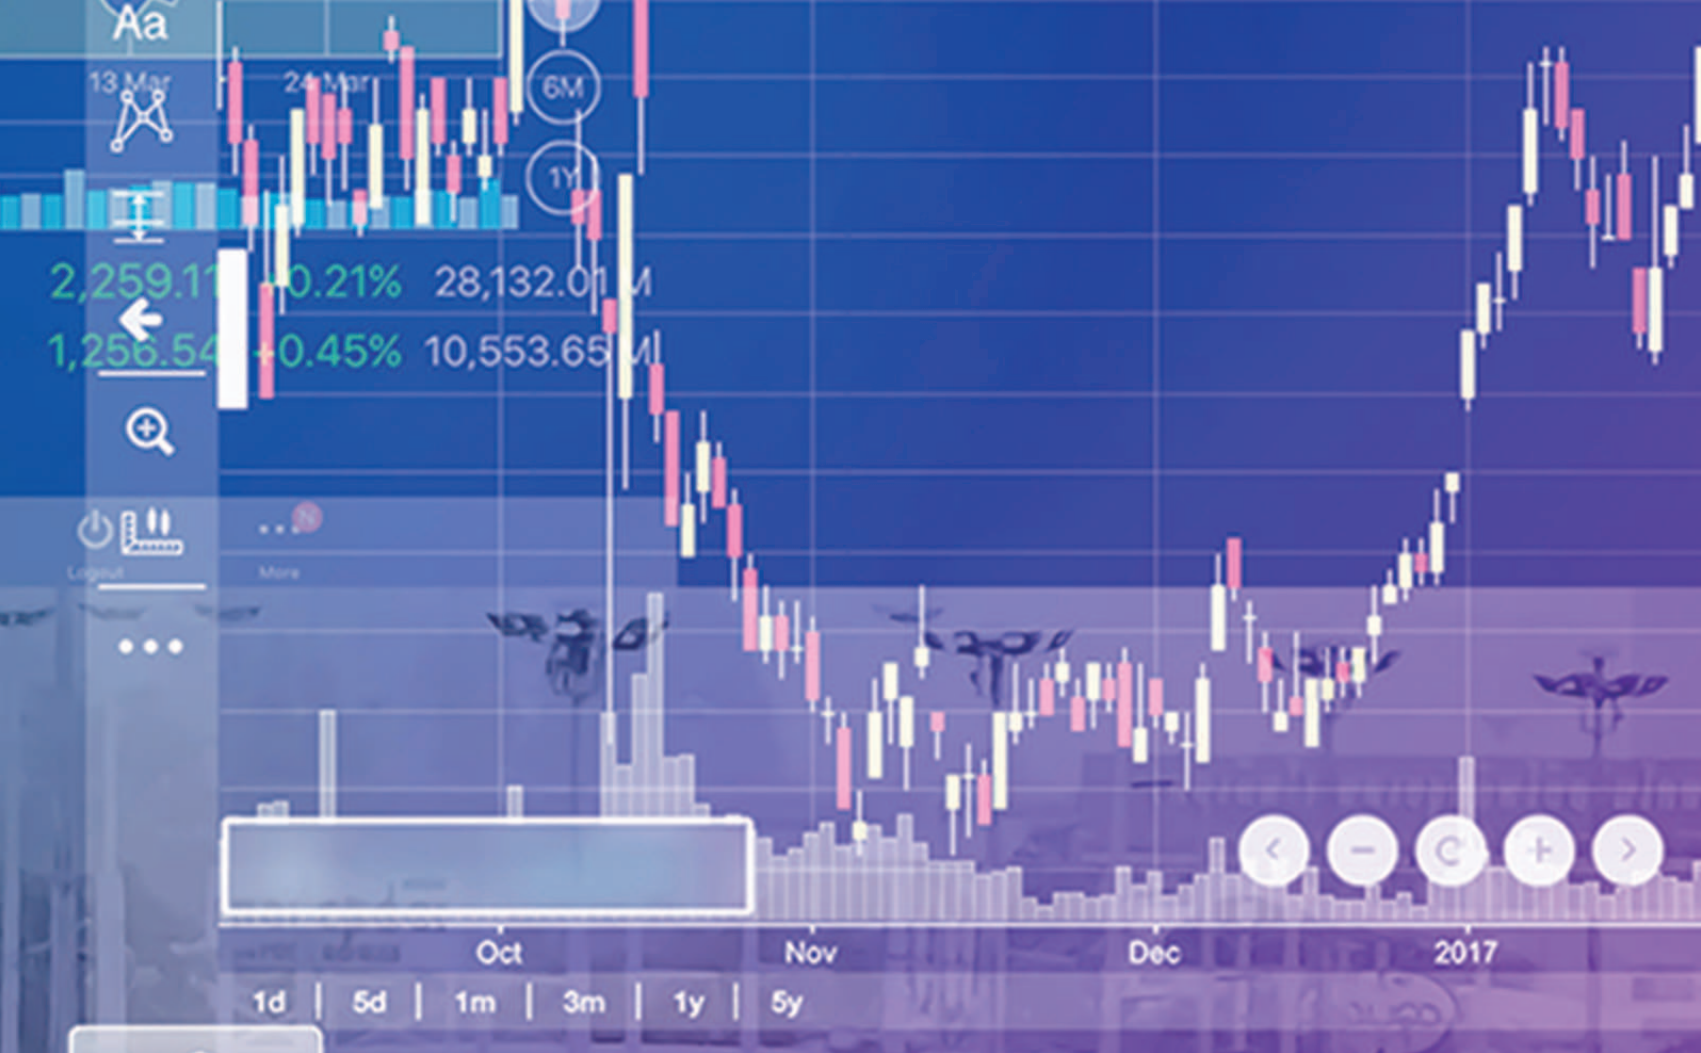 Aa
13 Mar 24 Mar
6M
1Y
2,259.11 0.21% 28,132.01 M
1,256.54 +0.45% 10,553.65 M
N
Logout More
Oct Nov Dec 2017
1d | 5d | 1m | 3m | 1y | 5y